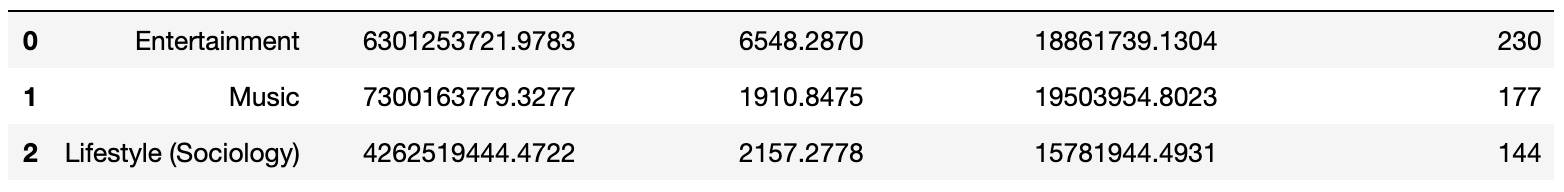 0 Entertainment 6301253721.9783 6548.2870 18861739.1304 230
1 Music 7300163779.3277 1910.8475 19503954.8023 177
2 Lifestyle (Sociology) 4262519444.4722 2157.2778 15781944.4931 144